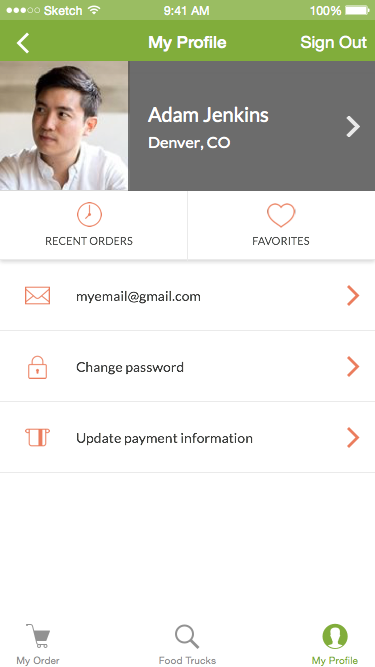 Sketch 9:41 AM 100%
My Profile Sign Out
Adam Jenkins
Denver, CO
RECENT ORDERS FAVORITES
myemail@gmail.com
Change password
Update payment information
My Order Food Trucks My Profile